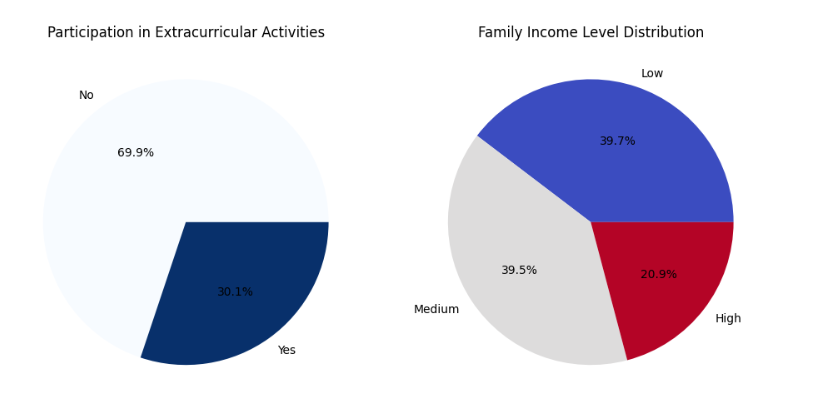 Participation in Extracurricular Activities
No
69.9%
30.1%
Yes
Family Income Level Distribution
Low
39.7%
39.5%
20.9%
Medium
High